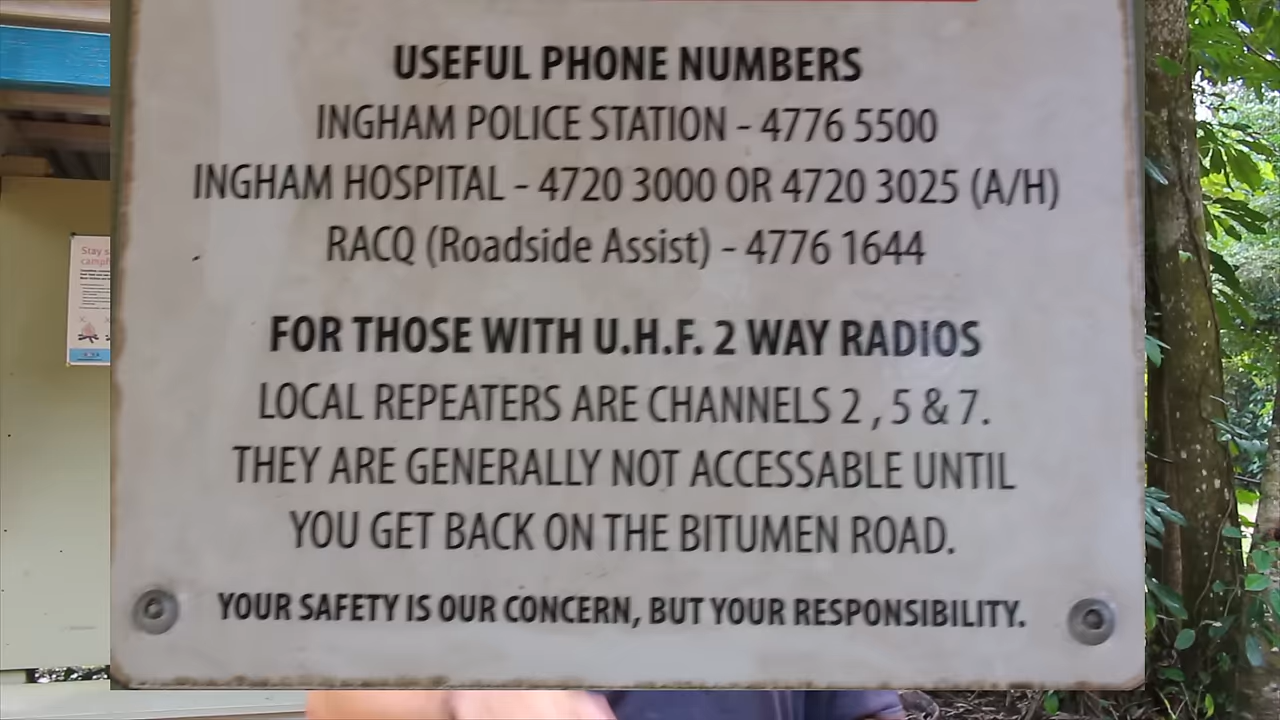 USEFUL PHONE NUMBERS
INGHAM POLICE STATION - 4776 5500
INGHAM HOSPITAL - 4720 3000 OR 4720 3025 (A/H)
RACQ (Roadside Assist) - 4776 1644
FOR THOSE WITH U.H.F. 2 WAY RADIOS
LOCAL REPEATERS ARE CHANNELS 2 , 5 & 7.
THEY ARE GENERALLY NOT ACCESSABLE UNTIL
YOU GET BACK ON THE BITUMEN ROAD.
YOUR SAFETY IS OUR CONCERN, BUT YOUR RESPONSIBILITY.
Stay